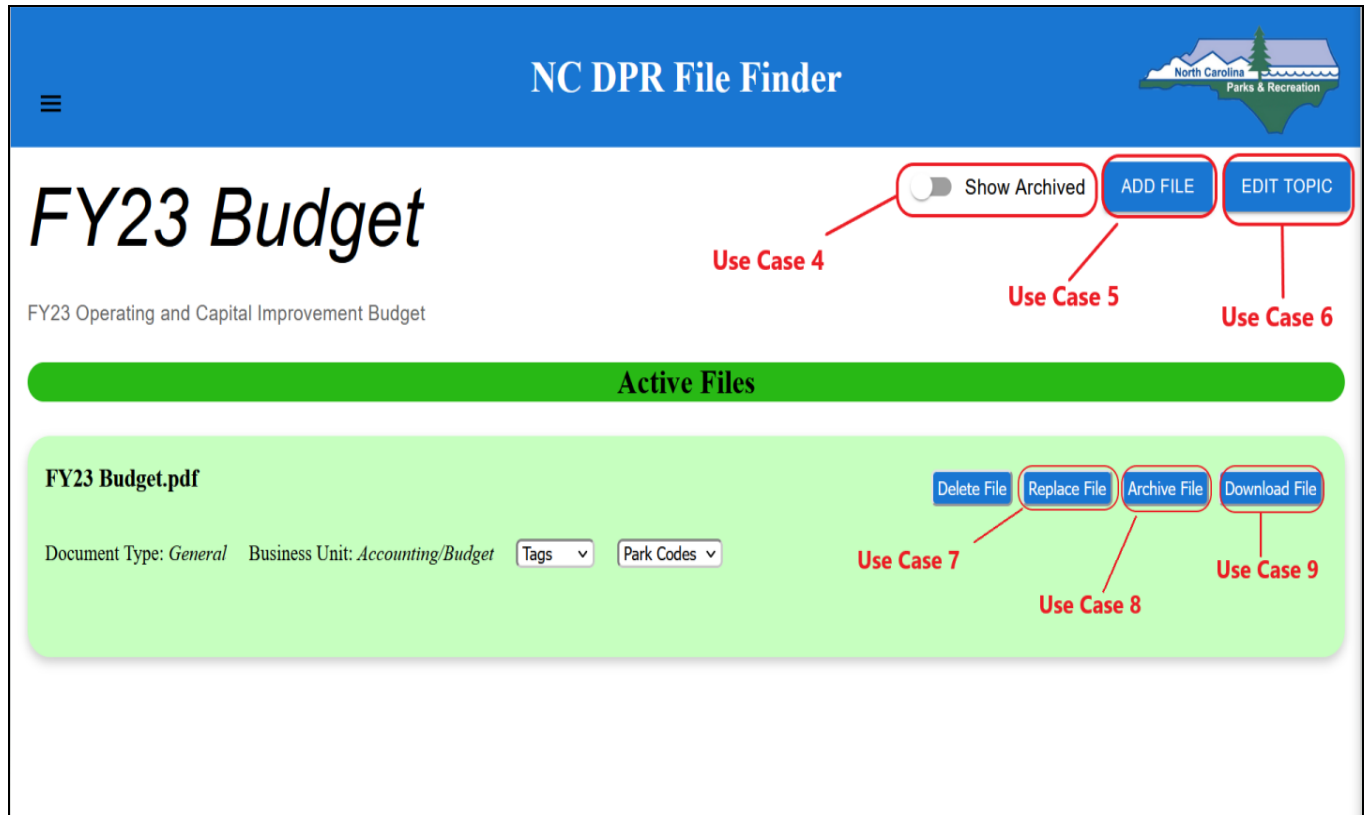 NC DPR File Finder
North Carolina
Parks & Recreation
FY23 Budget
Show Archived
ADD FILE
EDIT TOPIC
Use Case 4
Use Case 5
Use Case 6
FY23 Operating and Capital Improvement Budget
Active Files
FY23 Budget.pdf
Delete File
Replace File
Archive File
Download File
Document Type: General Business Unit: Accounting/Budget Tags Park Codes
Use Case 7
Use Case 8
Use Case 9